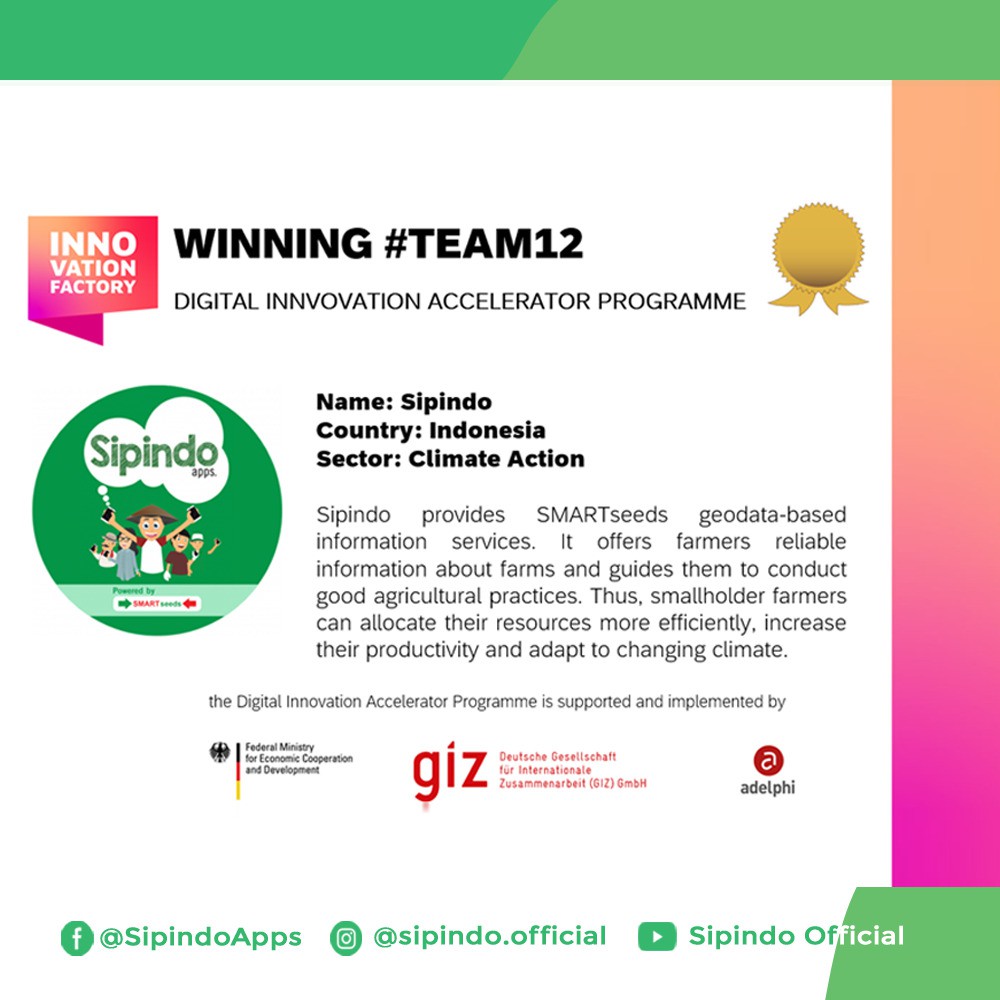 INNO
VATION
FACTORY
WINNING #TEAM12
DIGITAL INNVOVATION ACCELERATOR PROGRAMME
Sipindo
apps.
Powered by
SMARTseeds
Name: Sipindo
Country: Indonesia
Sector: Climate Action
Sipindo provides SMARTseeds geodata-based
information services. It offers farmers reliable
information about farms and guides them to conduct
good agricultural practices. Thus, smallholder farmers
can allocate their resources more efficiently, increase
their productivity and adapt to changing climate.
the Digital Innovation Accelerator Programme is supported and implemented by
Federal Ministry
for Economic Cooperation
and Development
giz
Deutsche Gesellschaft
für Internationale
Zusammenarbeit (GIZ) GmbH
a
adelphi
@SipindoApps
@sipindo.official
Sipindo Official